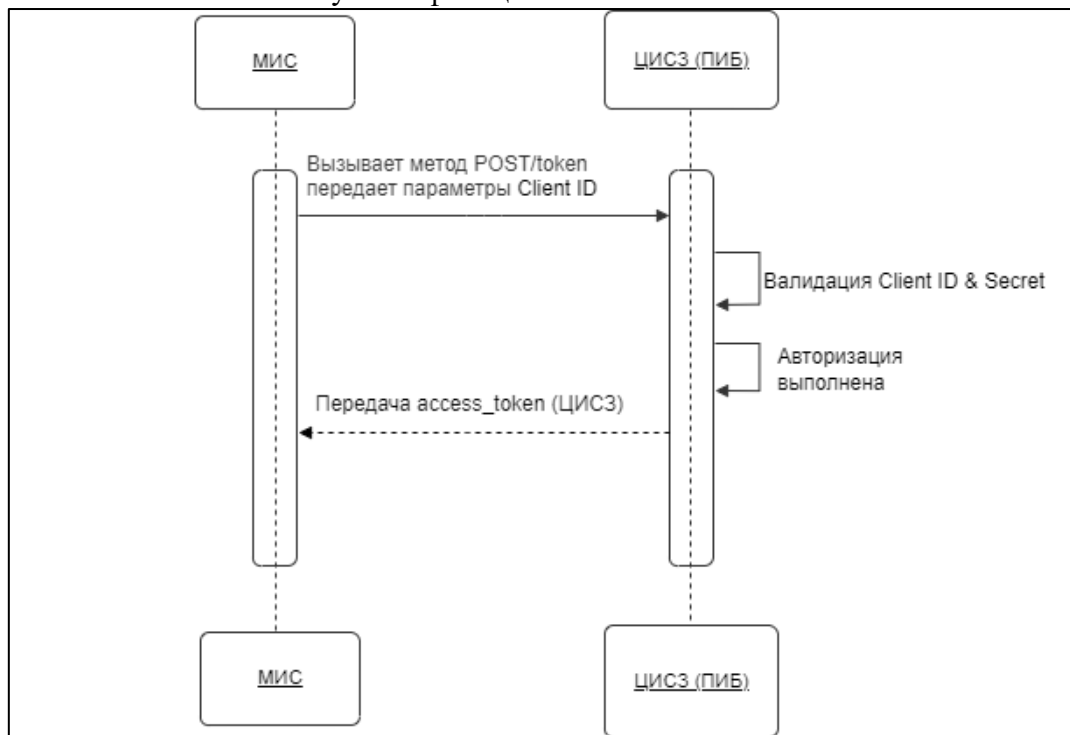 МИС
ЦИСЗ (ПИБ)
Вызывает метод POST/token
передает параметры Client ID
Валидация Client ID & Secret
Авторизация
выполнена
Передача access_token (ЦИСЗ)
МИС
ЦИСЗ (ПИБ)